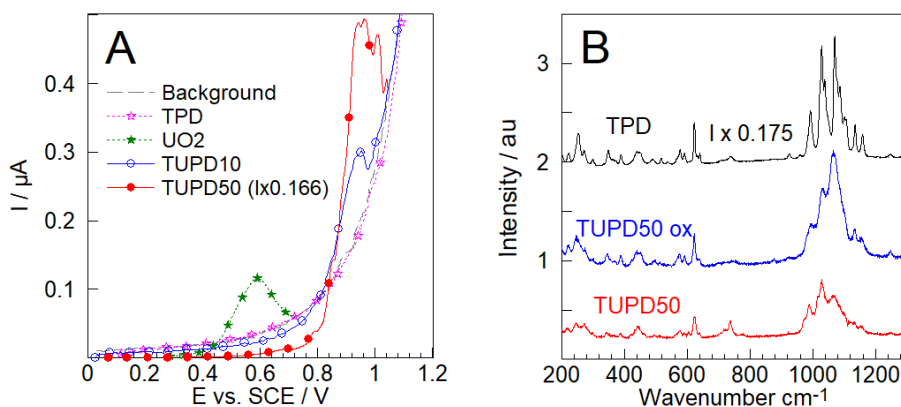 A
Background
TPD
UO2
TUPD10
TUPD50 (Ix0.166)
I / µA
0.4
0.3
0.2
0.1
0 0.2 0.4 0.6 0.8 1 1.2
E vs. SCE / V
B
TPD
I x 0.175
TUPD50 ox
TUPD50
Intensity / au
3
2
1
200 400 600 800 1000 1200
Wavenumber cm-1